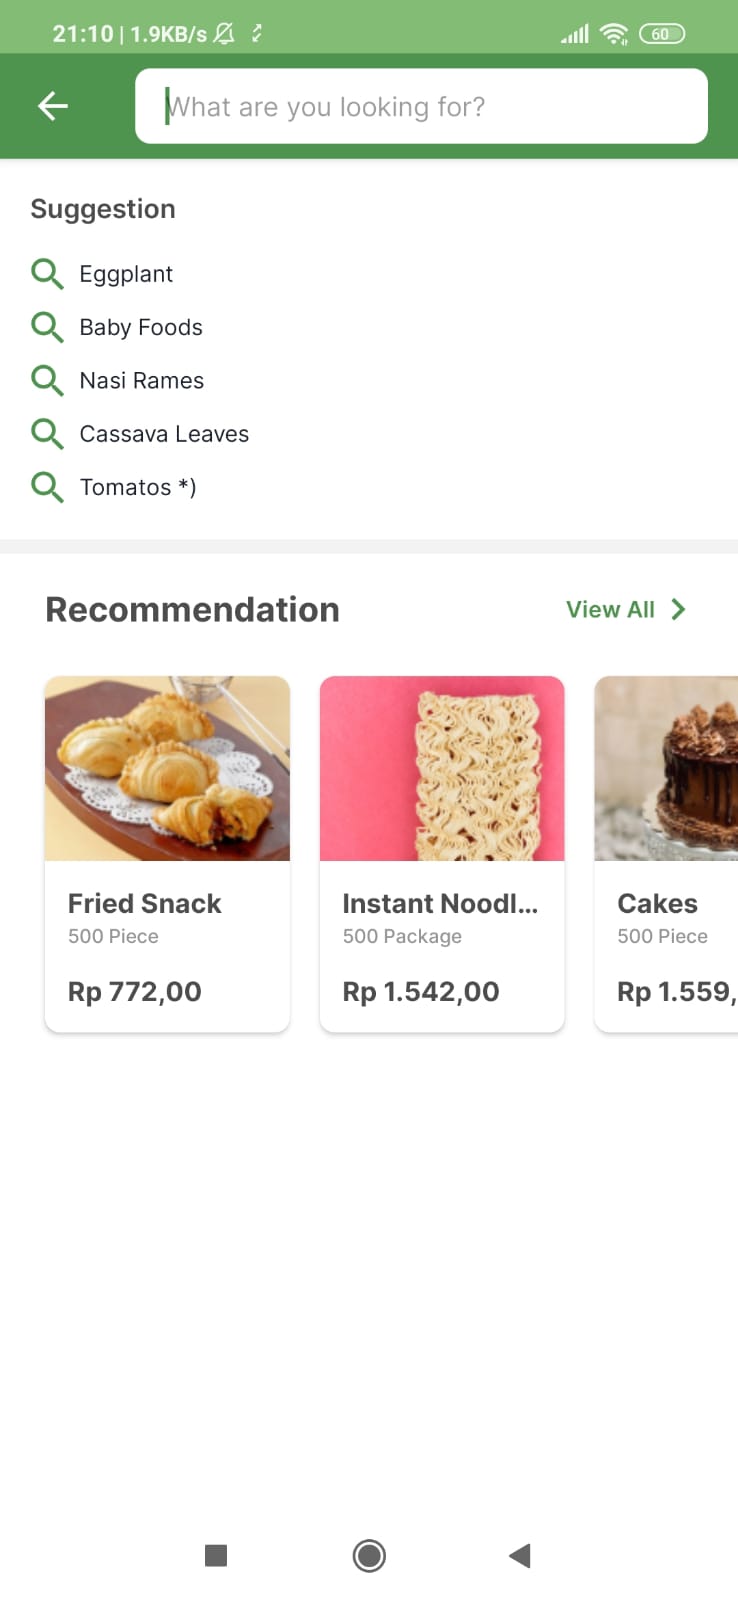 21:10 | 1.9KB/s 60
What are you looking for?
Suggestion
Eggplant
Baby Foods
Nasi Rames
Cassava Leaves
Tomatos *)
Recommendation
View All
Fried Snack
500 Piece
Rp 772,00
Instant Noodl...
500 Package
Rp 1.542,00
Cakes
500 Piece
Rp 1.559,